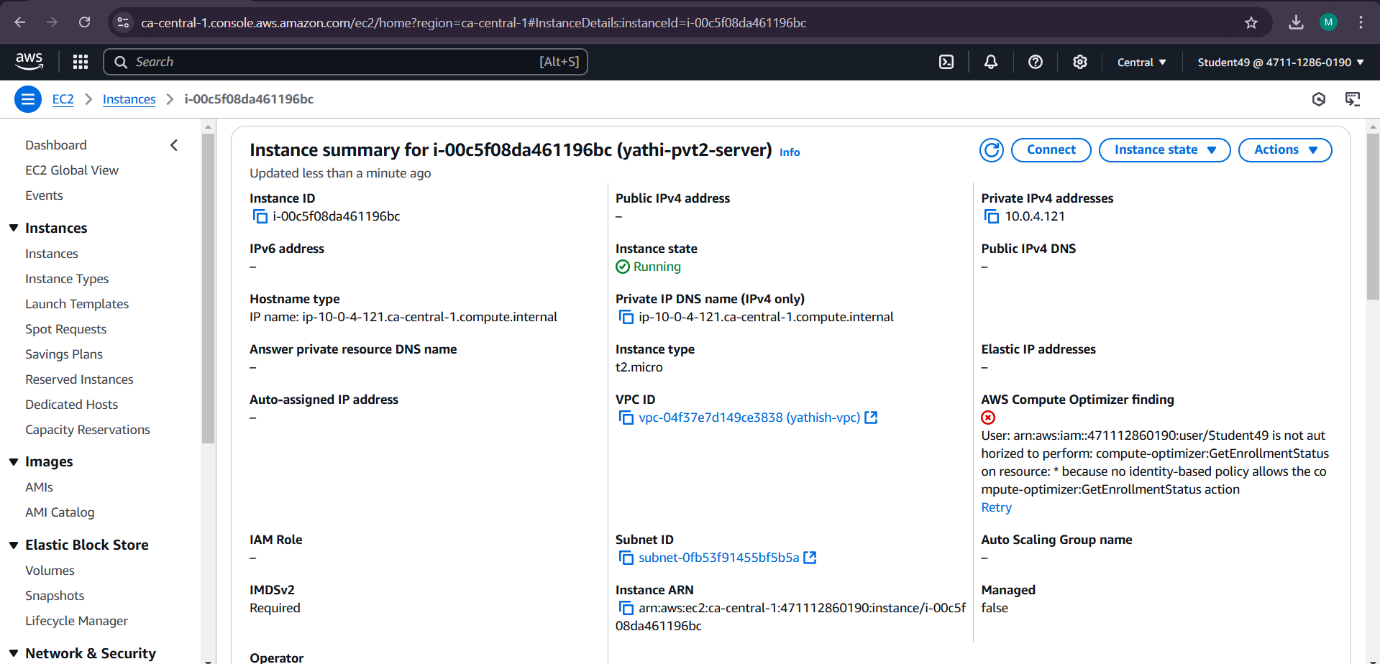 ca-central-1.console.aws.amazon.com/ec2/home?region=ca-central-1#InstanceDetails:instanceId=i-00c5f08da461196bc
M
aws
Search
[Alt+S]
Central
Student49 @ 4711-1286-0190
EC2
Instances
i-00c5f08da461196bc
Dashboard
EC2 Global View
Events
Instances
Instances
Instance Types
Launch Templates
Spot Requests
Savings Plans
Reserved Instances
Dedicated Hosts
Capacity Reservations
Images
AMIs
AMI Catalog
Elastic Block Store
Volumes
Snapshots
Lifecycle Manager
Network & Security
Instance summary for i-00c5f08da461196bc (yathi-pvt2-server) Info
Updated less than a minute ago
Connect
Instance state
Actions
Instance ID
i-00c5f08da461196bc
Public IPv4 address
–
Private IPv4 addresses
10.0.4.121
IPv6 address
–
Instance state
Running
Public IPv4 DNS
–
Hostname type
IP name: ip-10-0-4-121.ca-central-1.compute.internal
Private IP DNS name (IPv4 only)
ip-10-0-4-121.ca-central-1.compute.internal
Answer private resource DNS name
–
Instance type
t2.micro
Elastic IP addresses
–
Auto-assigned IP address
–
VPC ID
vpc-04f37e7d149ce3838 (yathish-vpc)
AWS Compute Optimizer finding
User: arn:aws:iam::471112860190:user/Student49 is not aut
horized to perform: compute-optimizer:GetEnrollmentStatus
on resource: * because no identity-based policy allows the co
mpute-optimizer:GetEnrollmentStatus action
Retry
IAM Role
–
Subnet ID
subnet-0fb53f91455bf5b5a
Auto Scaling Group name
–
IMDSv2
Required
Instance ARN
arn:aws:ec2:ca-central-1:471112860190:instance/i-00c5f
08da461196bc
Managed
false
Operator